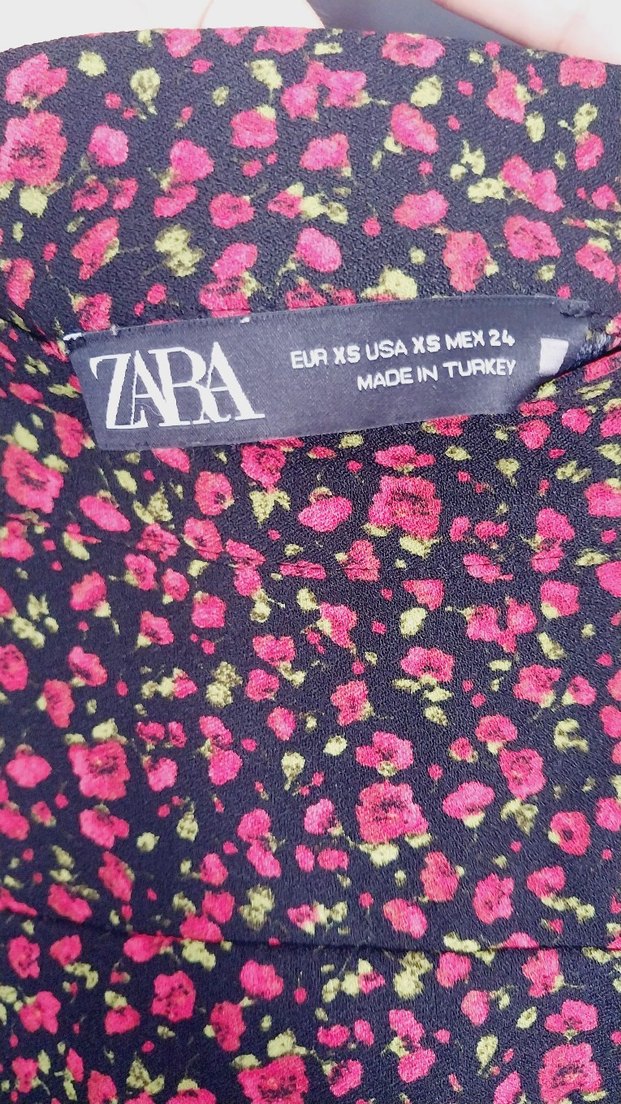 ZARA
EUR XS USA XS MEX 24
MADE IN TURKEY